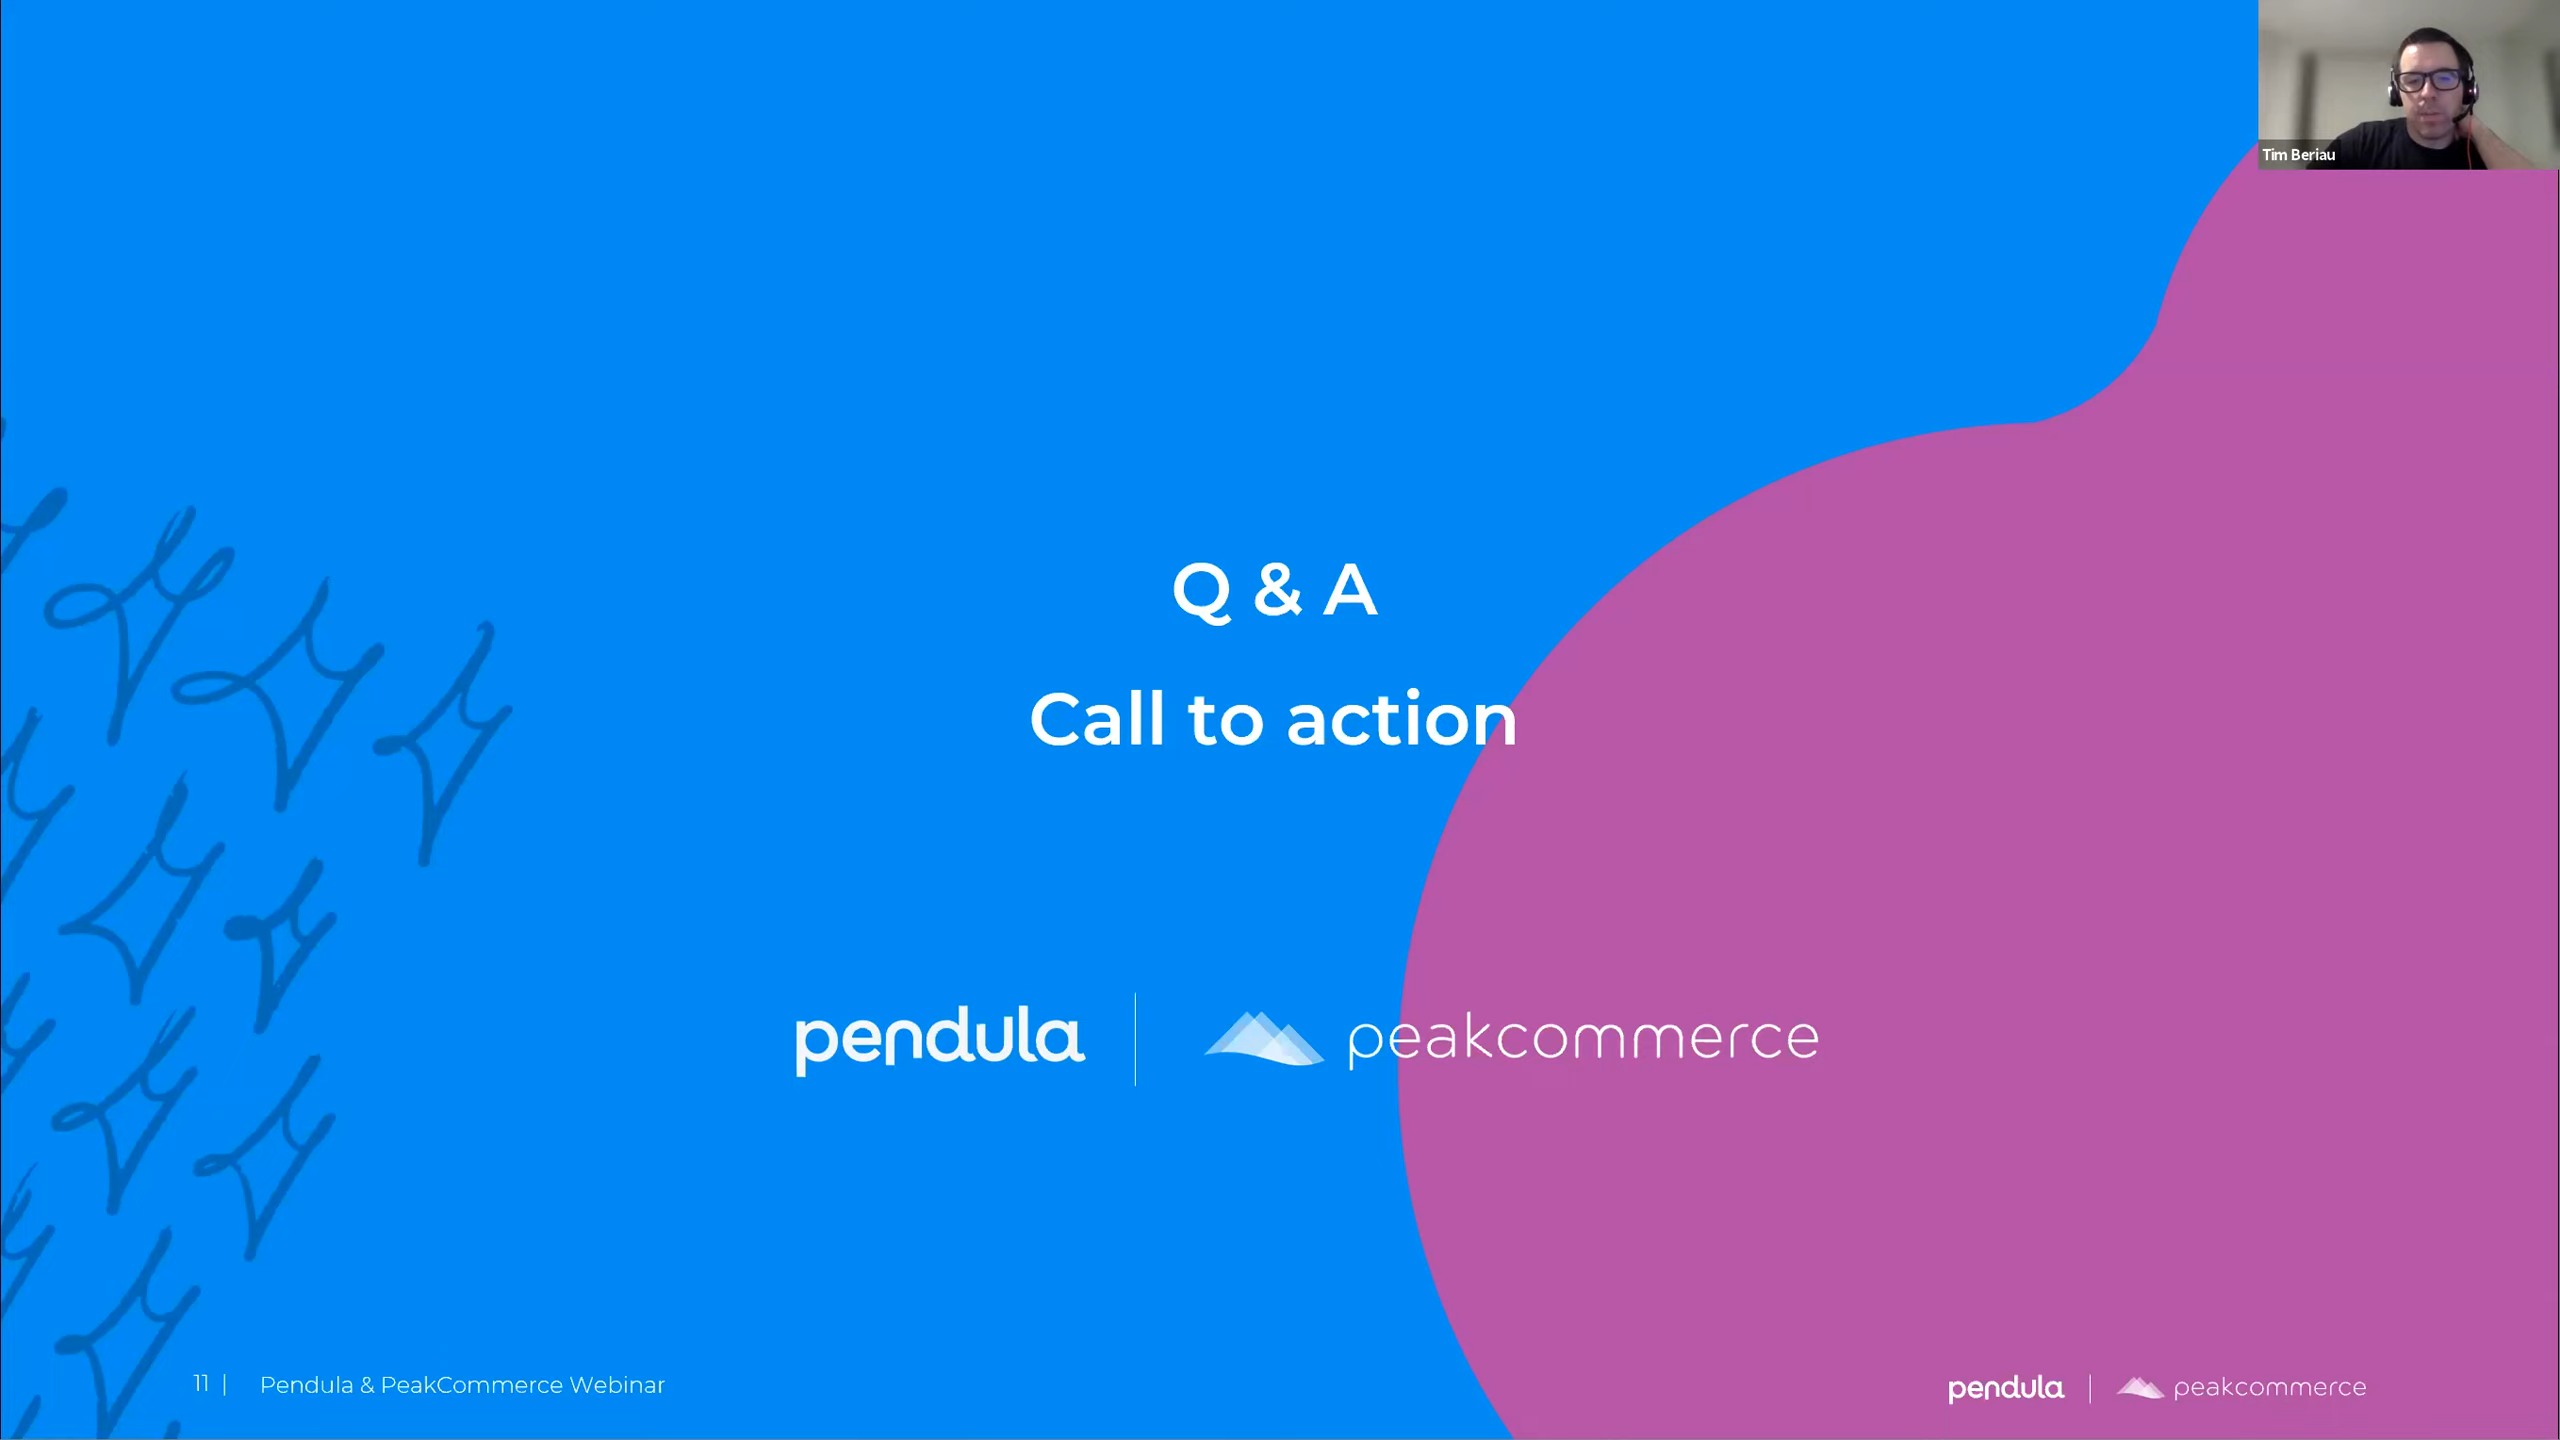 Tim Beriau
Q & A
Call to action
pendula
peakcommerce
11 | Pendula & PeakCommerce Webinar
pendula
peakcommerce